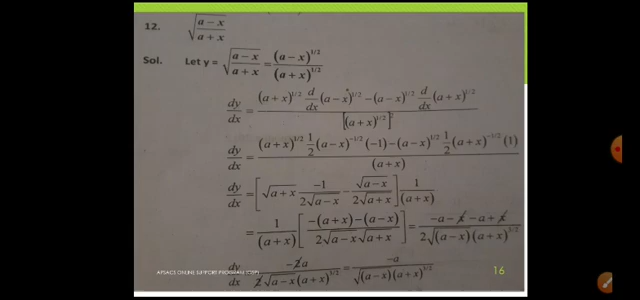 12. √((a−x)/(a+x))
Sol. Let y = √((a−x)/(a+x)) = (a−x)^1/2 / (a+x)^1/2
dy/dx = ((a+x)^1/2 d/dx (a−x)^1/2 − (a−x)^1/2 d/dx (a+x)^1/2) / [(a+x)^1/2]^2
dy/dx = ((a+x)^1/2 1/2 (a−x)^−1/2 (−1) − (a−x)^1/2 1/2 (a+x)^−1/2 (1)) / (a+x)
dy/dx = [√(a+x) −1/(2√(a−x)) − √(a−x)/(2√(a+x))] 1/(a+x)
= 1/(a+x) [(−(a+x)−(a−x)) / (2√(a−x)√(a+x))] = (−a−x−a+x) / (2√(a−x)(a+x)^3/2)
dy/dx = −2a / (2√(a−x)(a+x)^3/2) = −a / (√(a−x)(a+x)^3/2)
16